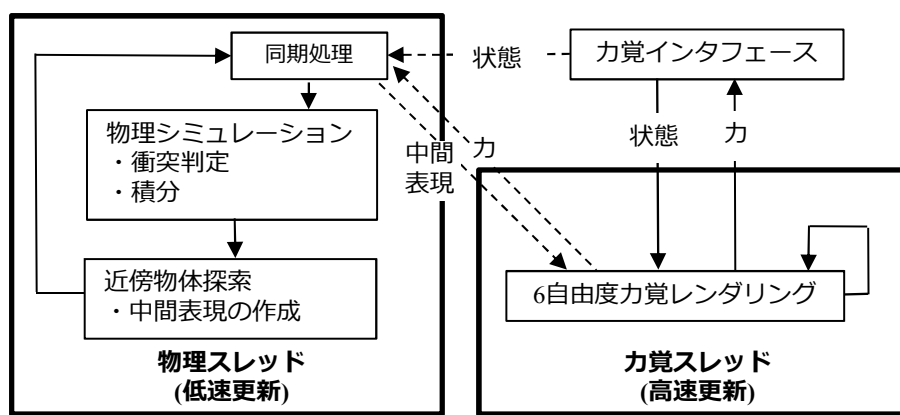 同期処理
状態
力覚インタフェース
物理シミュレーション
・衝突判定
・積分
中間
表現
力
状態
力
近傍物体探索
・中間表現の作成
6自由度力覚レンダリング
物理スレッド
(低速更新)
力覚スレッド
(高速更新)